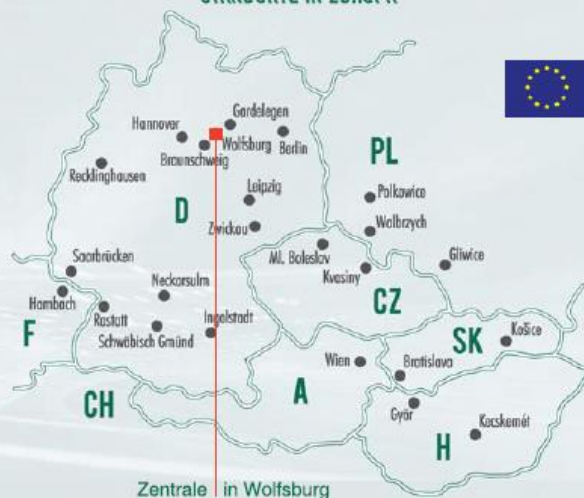 Gardelegen
Hannover
Wolfsburg
Berlin
Braunschweig
PL
Recklinghausen
Leipzig
Polkowice
D
Zwickau
Walbrzych
Ml. Boleslav
Gliwice
Saarbrücken
Kvasiny
Neckarsulm
Hambach
CZ
Rastatt
Ingolstadt
F
Schwäbisch Gmünd
SK
Košice
Wien
Bratislava
CH
A
Györ
H
Kecskemét
Zentrale in Wolfsburg